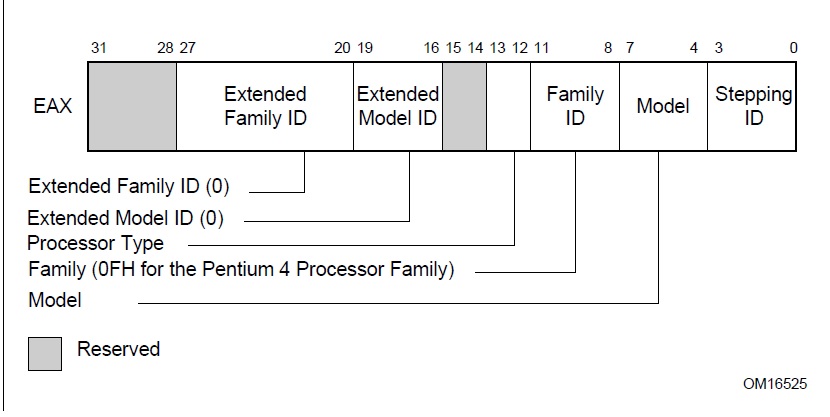 31 28 27 20 19 16 15 14 13 12 11 8 7 4 3 0
EAX
Extended
Family ID
Extended
Model ID
Family
ID
Model
Stepping
ID
Extended Family ID (0)
Extended Model ID (0)
Processor Type
Family (0FH for the Pentium 4 Processor Family)
Model
Reserved
OM16525